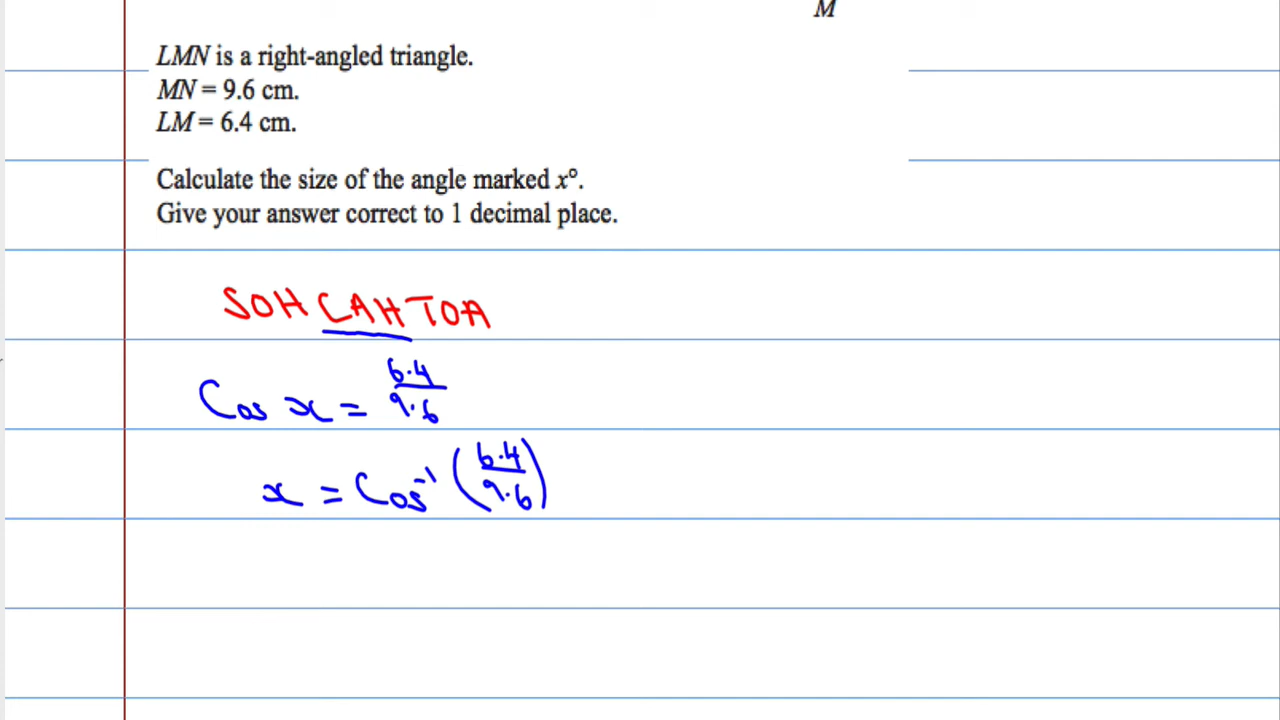 M
LMN is a right-angled triangle.
MN = 9.6 cm.
LM = 6.4 cm.
Calculate the size of the angle marked x°.
Give your answer correct to 1 decimal place.
SOH CAH TOA
Cos x = 6.4/9.6
x = Cos⁻¹ (6.4/9.6)